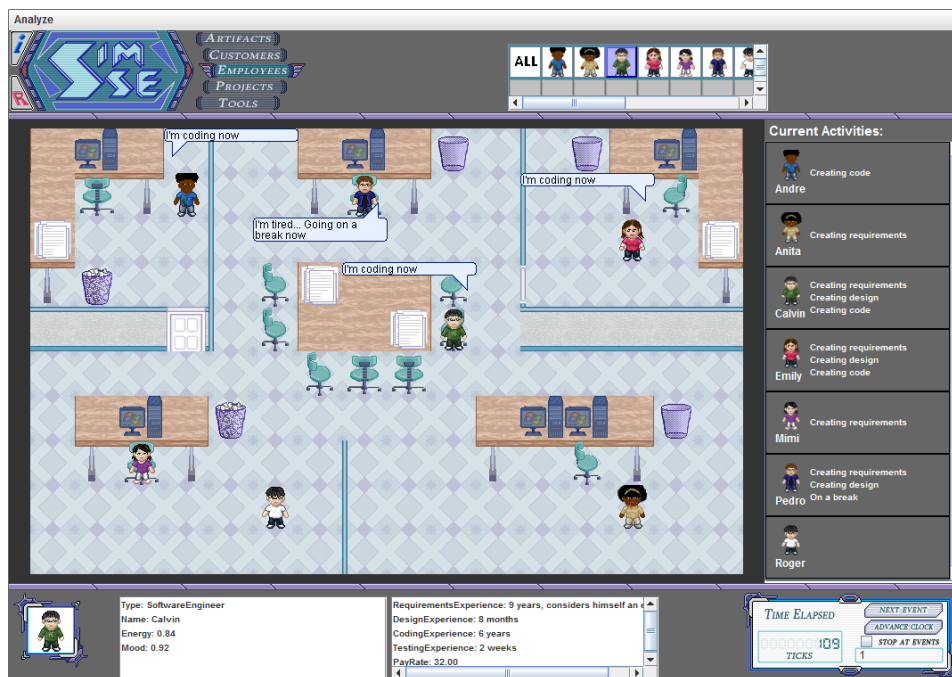 Analyze
i
R
SIMSE
ARTIFACTS
CUSTOMERS
EMPLOYEES
PROJECTS
TOOLS
ALL
I'm coding now
I'm tired... Going on a
break now
I'm coding now
I'm coding now
Current Activities:
Andre
Creating code
Anita
Creating requirements
Calvin
Creating requirements
Creating design
Creating code
Emily
Creating requirements
Creating design
Creating code
Mimi
Creating requirements
Pedro
Creating requirements
Creating design
On a break
Roger
Type: SoftwareEngineer
Name: Calvin
Energy: 0.84
Mood: 0.92
RequirementsExperience: 9 years, considers himself an
DesignExperience: 8 months
CodingExperience: 6 years
TestingExperience: 2 weeks
PayRate: 32.00
TIME ELAPSED
109
TICKS
NEXT EVENT
ADVANCE CLOCK
STOP AT EVENTS
1